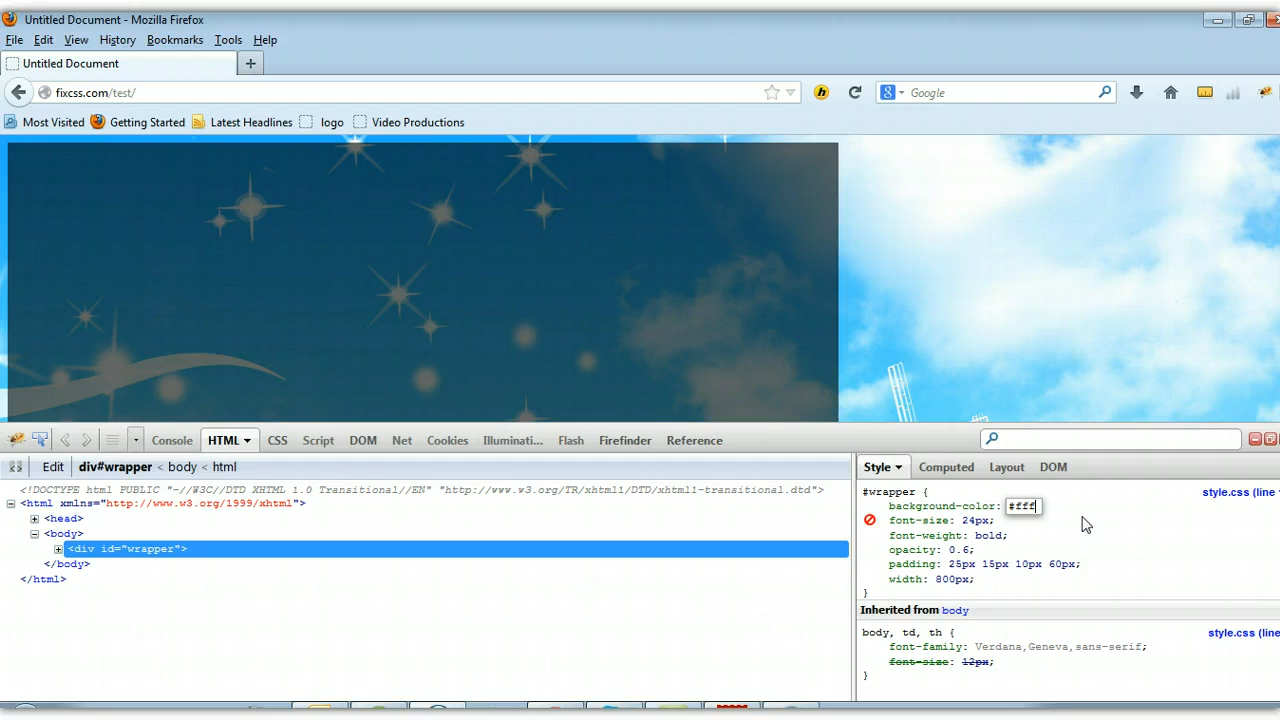 Untitled Document - Mozilla Firefox
File Edit View History Bookmarks Tools Help
Untitled Document +
fixcss.com/test/ Google
Most Visited Getting Started Latest Headlines logo Video Productions
Console HTML CSS Script DOM Net Cookies Illuminati... Flash Firefinder Reference
Edit div#wrapper < body < html
Style Computed Layout DOM
<!DOCTYPE html PUBLIC "-//W3C//DTD XHTML 1.0 Transitional//EN" "http://www.w3.org/TR/xhtml1/DTD/xhtml1-transitional.dtd">
<html xmlns="http://www.w3.org/1999/xhtml">
<head>
<body>
<div id="wrapper">
</body>
</html>
#wrapper { style.css (line
background-color: #fff
font-size: 24px;
font-weight: bold;
opacity: 0.6;
padding: 25px 15px 10px 60px;
width: 800px;
}
Inherited from body
body, td, th { style.css (line
font-family: Verdana,Geneva,sans-serif;
font-size: 12px;
}